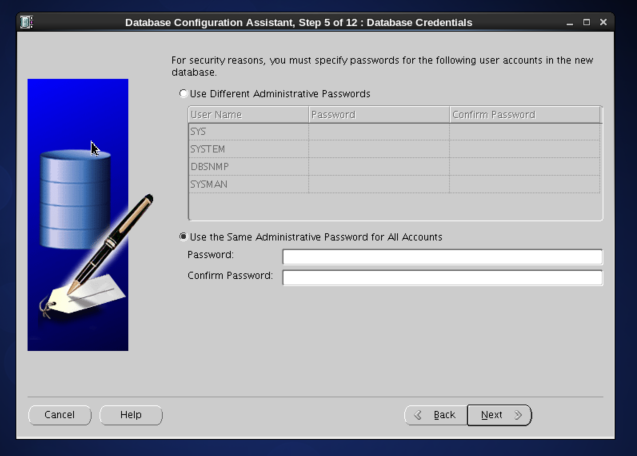 Database Configuration Assistant, Step 5 of 12 : Database Credentials
For security reasons, you must specify passwords for the following user accounts in the new
database.
Use Different Administrative Passwords
User Name Password Confirm Password
SYS
SYSTEM
DBSNMP
SYSMAN
Use the Same Administrative Password for All Accounts
Password:
Confirm Password:
Cancel Help Back Next